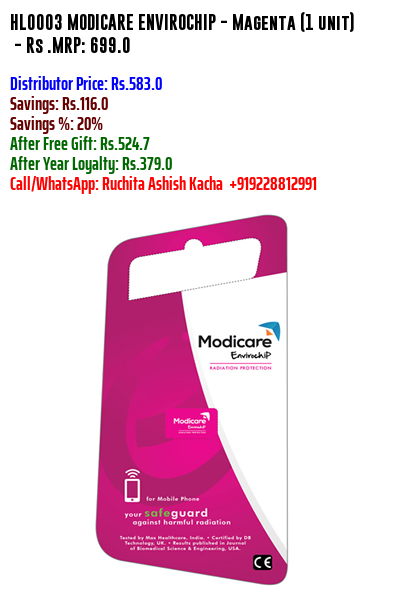 HL0003 MODICARE ENVIROCHIP - MAGENTA (1 UNIT)
- RS .MRP: 699.0
Distributor Price: Rs.583.0
Savings: Rs.116.0
Savings %: 20%
After Free Gift: Rs.524.7
After Year Loyalty: Rs.379.0
Call/WhatsApp: Ruchita Ashish Kacha +919228812991
Modicare
EnvirochiP
RADIATION PROTECTION
Modicare
EnvirochiP
for Mobile Phone
your safeguard
against harmful radiation
Tested by Max Healthcare, India. • Certified by DB
Technology, UK. • Results published in Journal
of Biomedical Science & Engineering, USA.
CE